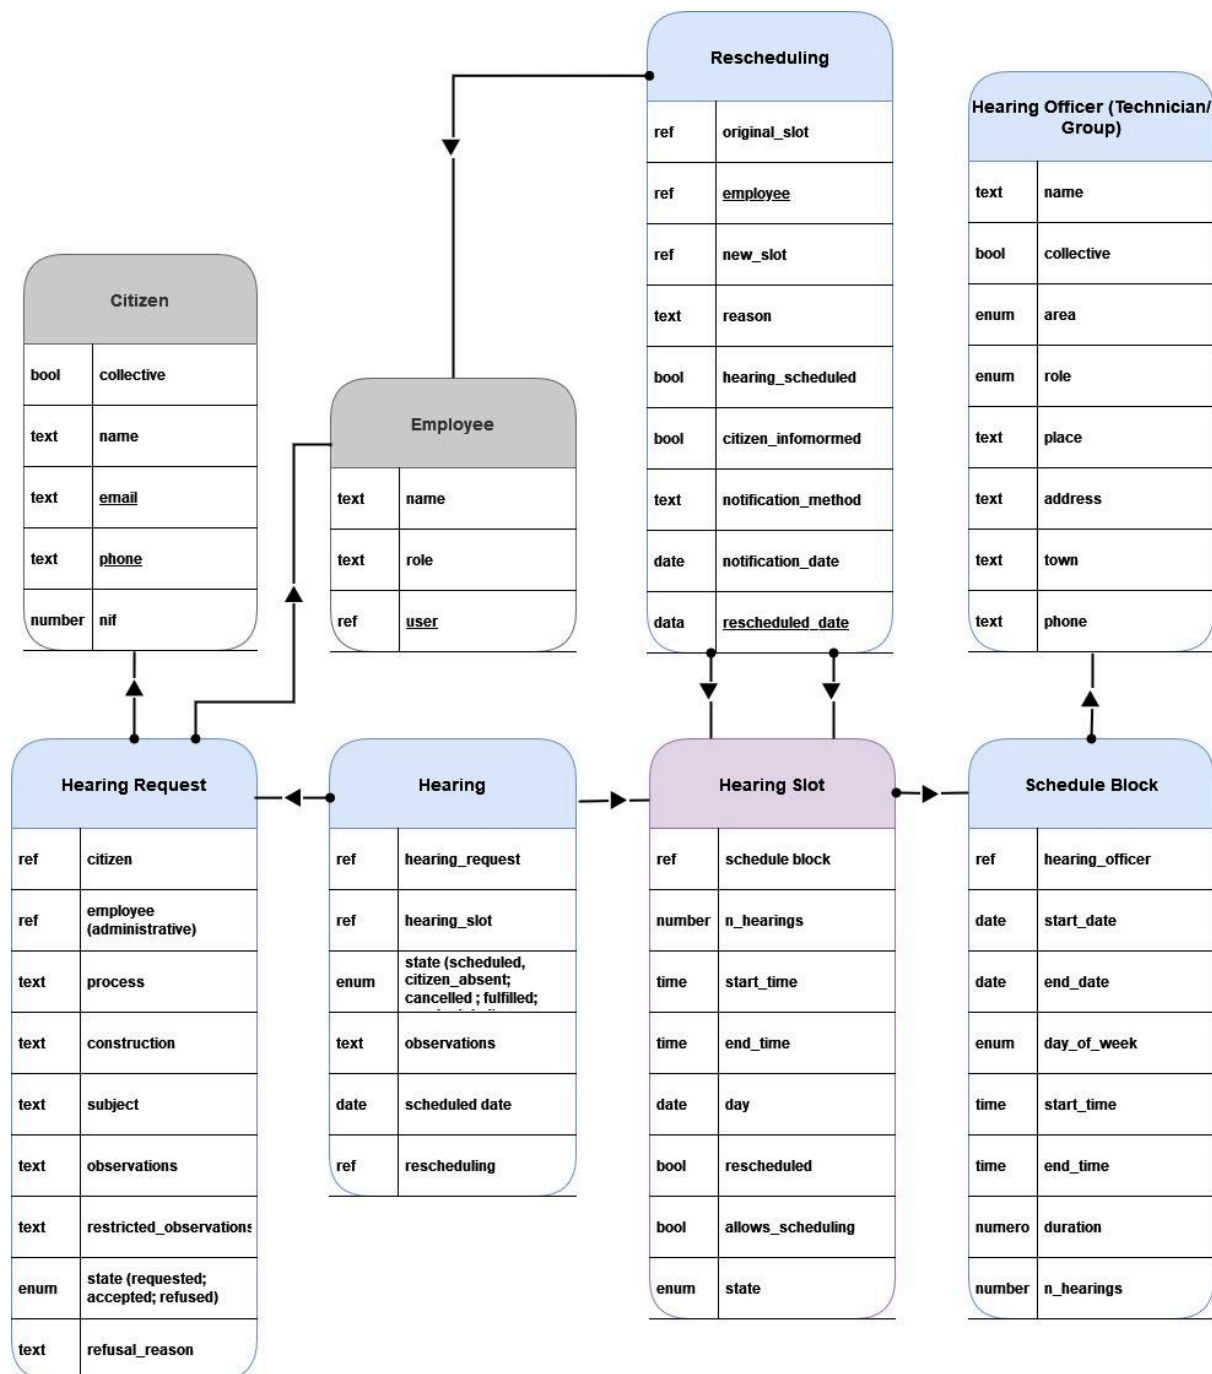 Rescheduling
ref original_slot
ref employee
ref new_slot
text reason
bool hearing_scheduled
bool citizen_infomormed
text notification_method
date notification_date
data rescheduled_date
Hearing Officer (Technician/
Group)
text name
bool collective
enum area
enum role
text place
text address
text town
text phone
Citizen
bool collective
text name
text email
text phone
number nif
Employee
text name
text role
ref user
Hearing Request
ref citizen
ref employee
(administrative)
text process
text construction
text subject
text observations
text restricted_observations
enum state (requested;
accepted; refused)
text refusal_reason
Hearing
ref hearing_request
ref hearing_slot
enum state (scheduled,
citizen_absent;
cancelled ; fulfilled;
text observations
date scheduled date
ref rescheduling
Hearing Slot
ref schedule block
number n_hearings
time start_time
time end_time
date day
bool rescheduled
bool allows_scheduling
enum state
Schedule Block
ref hearing_officer
date start_date
date end_date
enum day_of_week
time start_time
time end_time
numero duration
number n_hearings